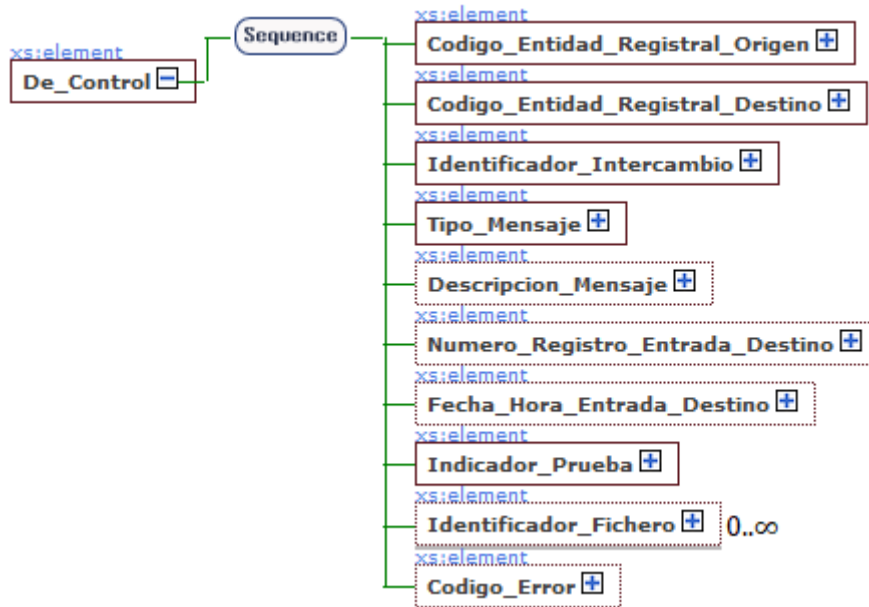 Sequence
xs:element
De_Control
xs:element
Codigo_Entidad_Registral_Origen
xs:element
Codigo_Entidad_Registral_Destino
xs:element
Identificador_Intercambio
xs:element
Tipo_Mensaje
xs:element
Descripcion_Mensaje
xs:element
Numero_Registro_Entrada_Destino
xs:element
Fecha_Hora_Entrada_Destino
xs:element
Indicador_Prueba
xs:element
Identificador_Fichero 0..∞
xs:element
Codigo_Error